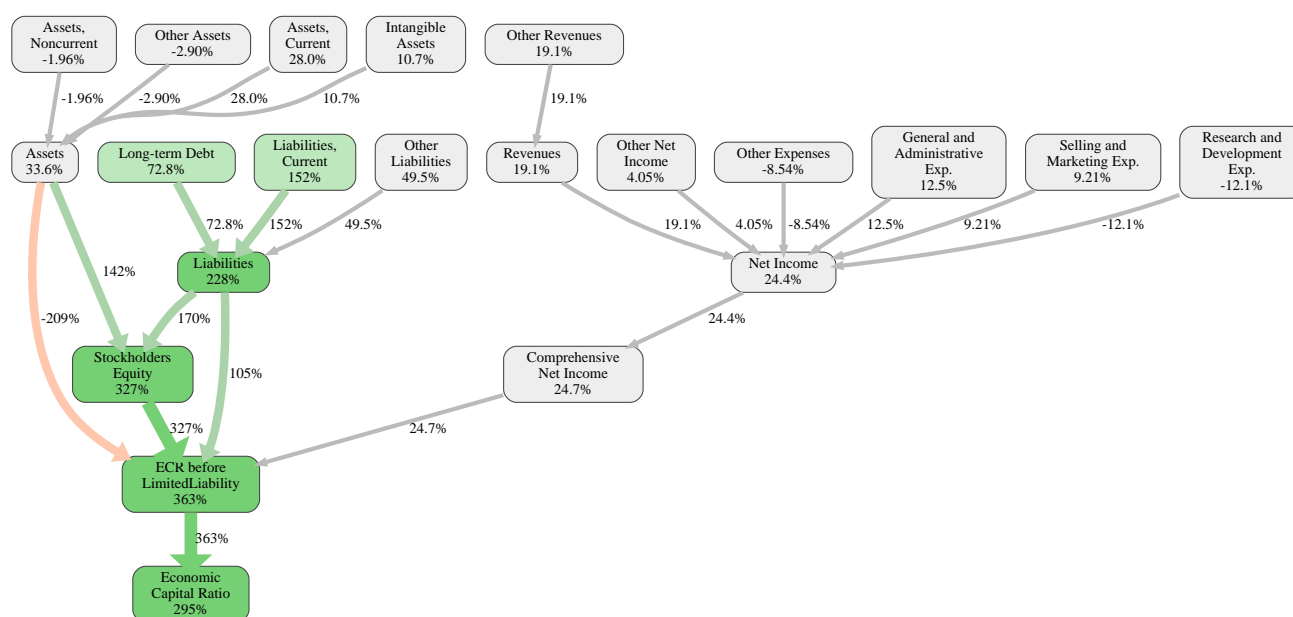 Assets,
Noncurrent
-1.96%
Other Assets
-2.90%
Assets,
Current
28.0%
Intangible
Assets
10.7%
Other Revenues
19.1%
-1.96%
-2.90%
28.0%
10.7%
19.1%
Assets
33.6%
Long-term Debt
72.8%
Liabilities,
Current
152%
Other
Liabilities
49.5%
Revenues
19.1%
Other Net
Income
4.05%
Other Expenses
-8.54%
General and
Administrative
Exp.
12.5%
Selling and
Marketing Exp.
9.21%
Research and
Development
Exp.
-12.1%
72.8%
152%
49.5%
19.1%
4.05%
-8.54%
12.5%
9.21%
-12.1%
Liabilities
228%
Net Income
24.4%
142%
-209%
170%
24.4%
Stockholders
Equity
327%
105%
Comprehensive
Net Income
24.7%
327%
24.7%
ECR before
LimitedLiability
363%
363%
Economic
Capital Ratio
295%